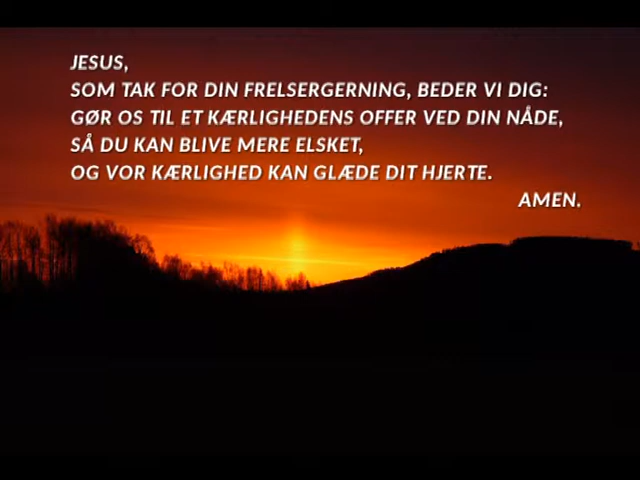 JESUS,
SOM TAK FOR DIN FRELSERGERNING, BEDER VI DIG:
GØR OS TIL ET KÆRLIGHEDENS OFFER VED DIN NÅDE,
SÅ DU KAN BLIVE MERE ELSKET,
OG VOR KÆRLIGHED KAN GLÆDE DIT HJERTE.
AMEN.